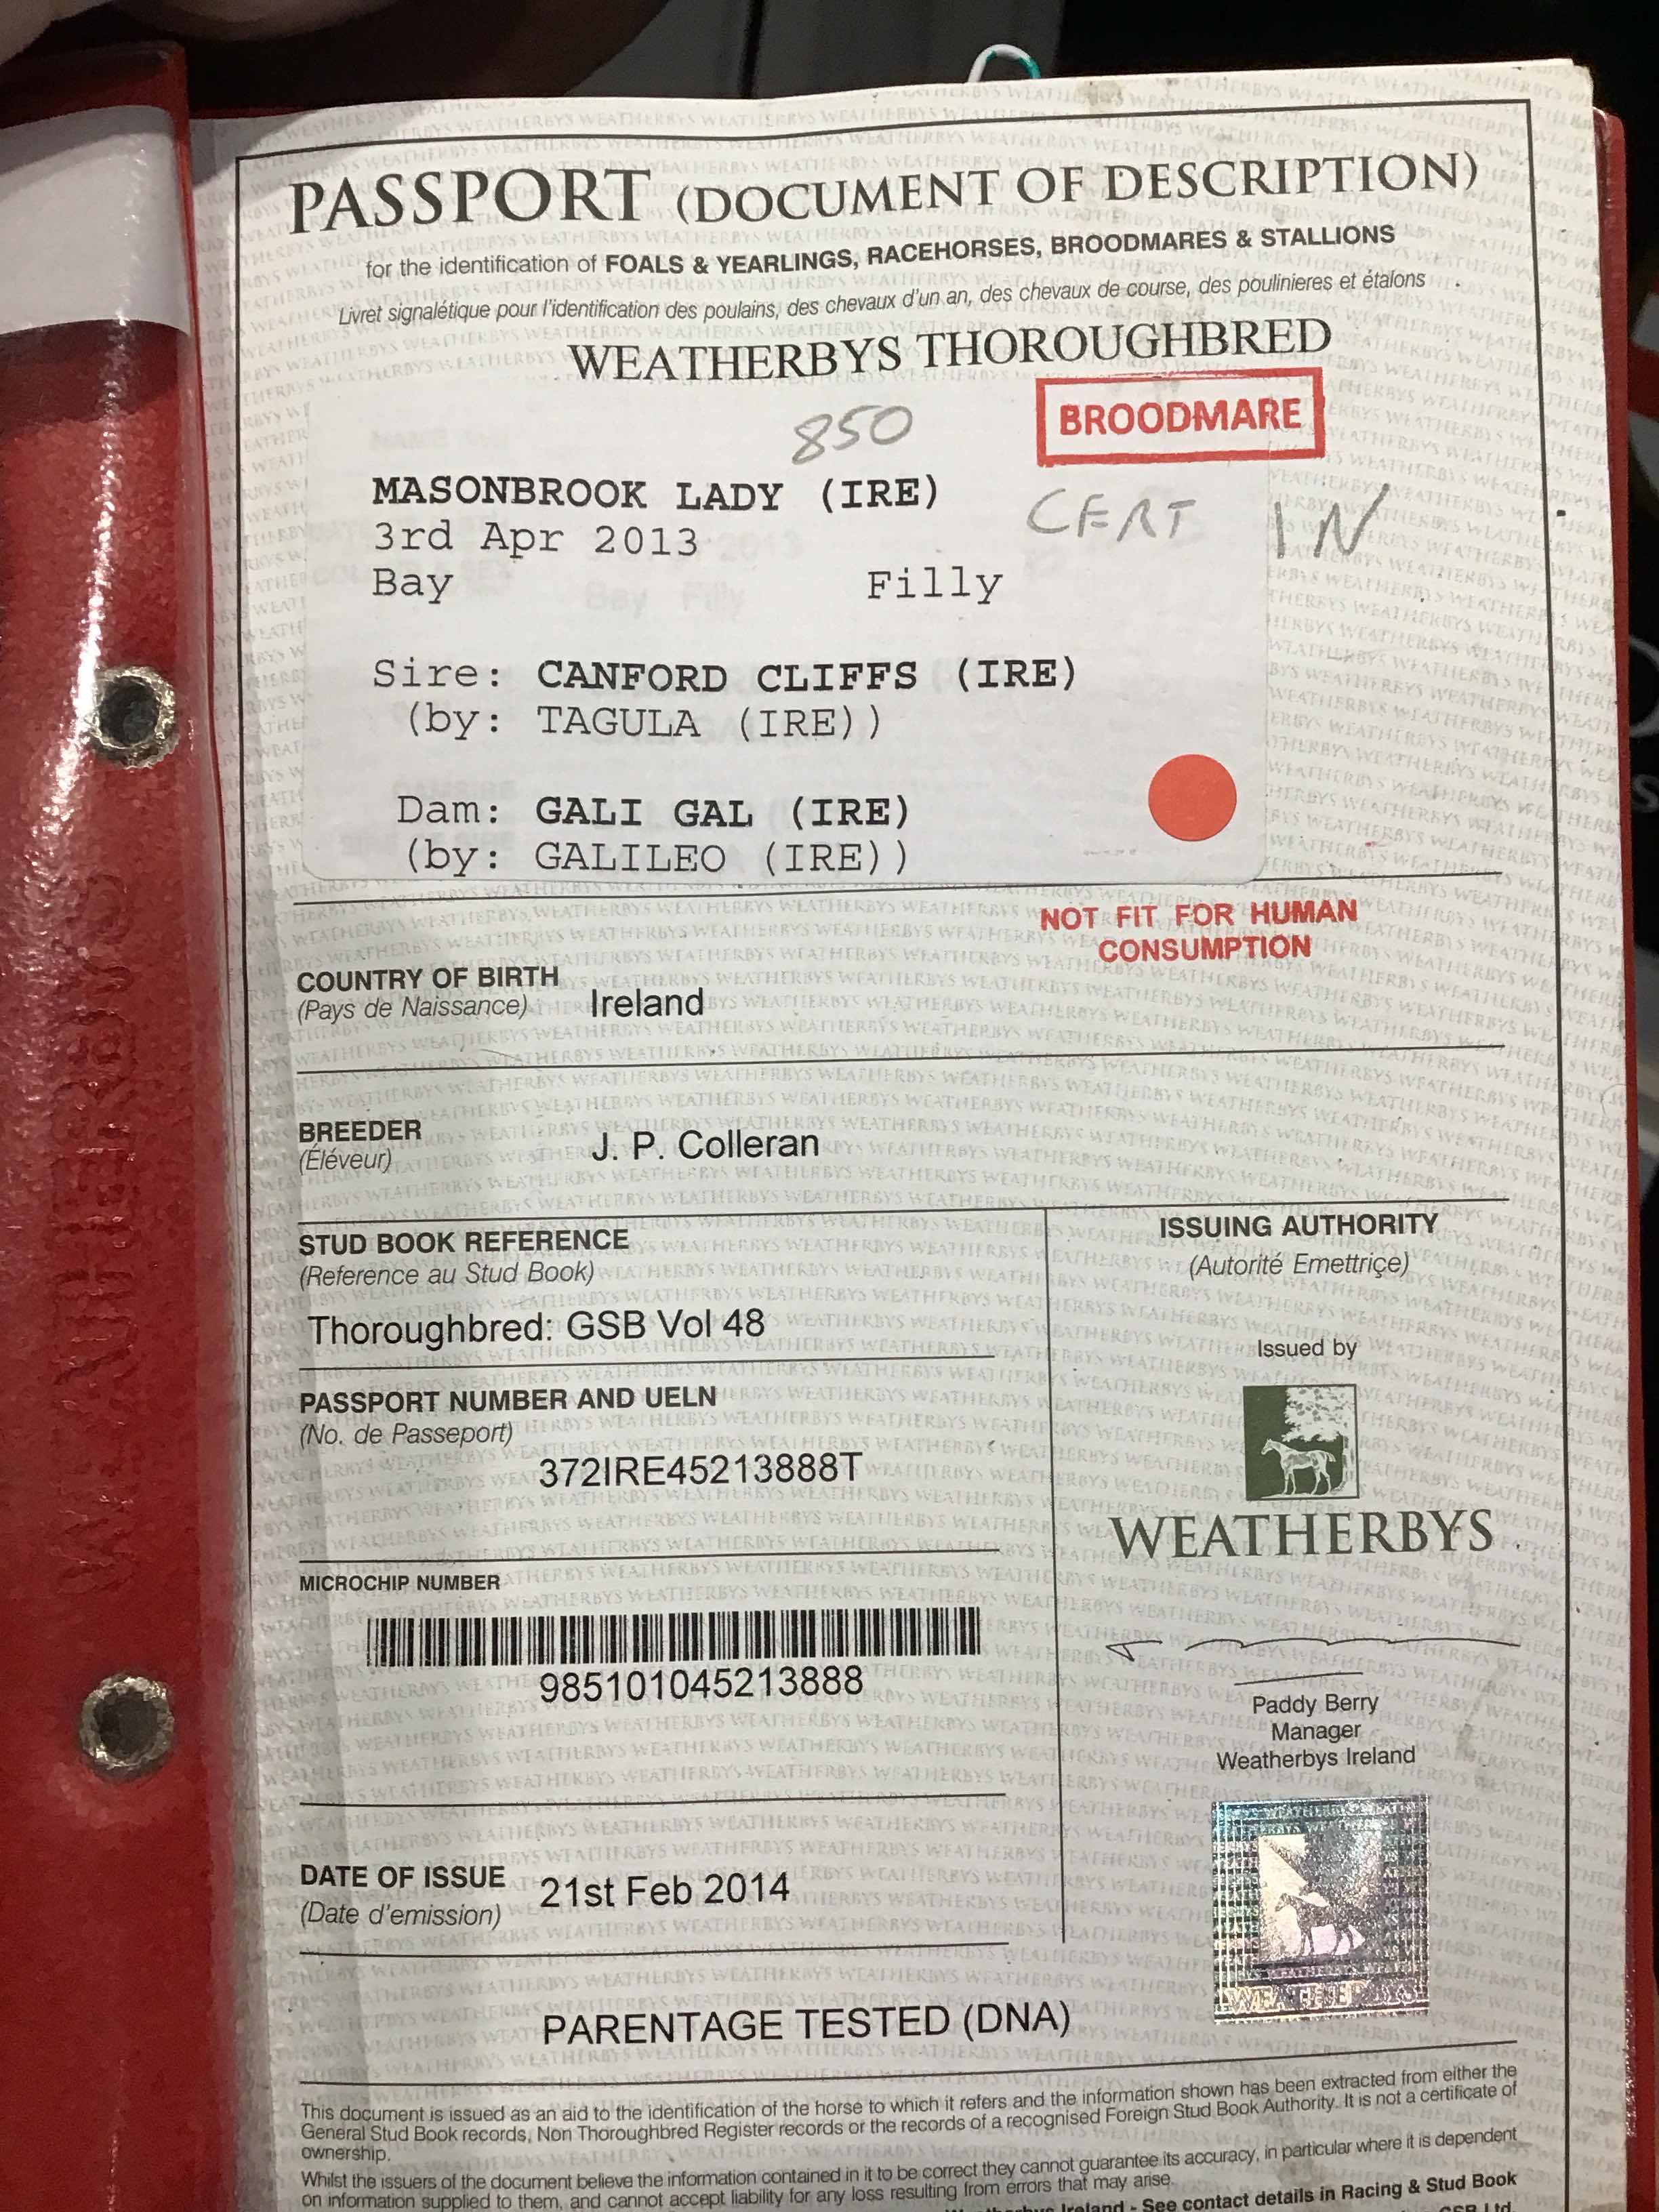 PASSPORT (DOCUMENT OF DESCRIPTION)
for the identification of FOALS & YEARLINGS, RACEHORSES, BROODMARES & STALLIONS
Livret signalétique pour l'identification des poulains, des chevaux d'un an, des chevaux de course, des poulinieres et étalons
WEATHERBYS THOROUGHBRED
850
BROODMARE
MASONBROOK LADY (IRE)
CERT IN
3rd Apr 2013
Bay Filly
Sire: CANFORD CLIFFS (IRE)
(by: TAGULA (IRE))
Dam: GALI GAL (IRE)
(by: GALILEO (IRE))
NOT FIT FOR HUMAN
CONSUMPTION
COUNTRY OF BIRTH
(Pays de Naissance)
Ireland
BREEDER
(Éléveur)
J. P. Colleran
STUD BOOK REFERENCE
(Reference au Stud Book)
Thoroughbred: GSB Vol 48
PASSPORT NUMBER AND UELN
(No. de Passeport)
372IRE45213888T
MICROCHIP NUMBER
985101045213888
DATE OF ISSUE
(Date d'emission)
21st Feb 2014
ISSUING AUTHORITY
(Autorité Emettriçe)
Issued by
WEATHERBYS
Paddy Berry
Manager
Weatherbys Ireland
WEATHERBYS
PARENTAGE TESTED (DNA)
This document is issued as an aid to the identification of the horse to which it refers and the information shown has been extracted from either the
General Stud Book records, Non Thoroughbred Register records or the records of a recognised Foreign Stud Book Authority. It is not a certificate of
ownership.
Whilst the issuers of the document believe the information contained in it to be correct they cannot guarantee its accuracy, in particular where it is dependent
on information supplied to them, and cannot accept liability for any loss resulting from errors that may arise.
Ireland - See contact details in Racing & Stud Book